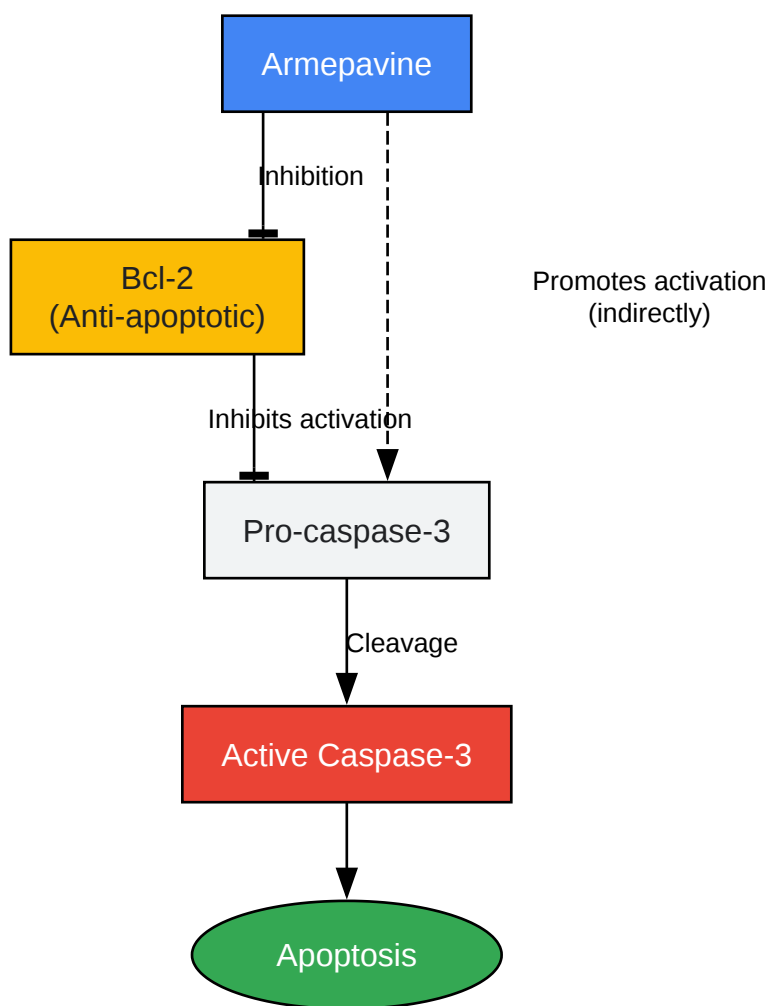 Armepavine
Inhibition
Bcl-2
(Anti-apoptotic)
Promotes activation
(indirectly)
Inhibits activation
Pro-caspase-3
Cleavage
Active Caspase-3
Apoptosis